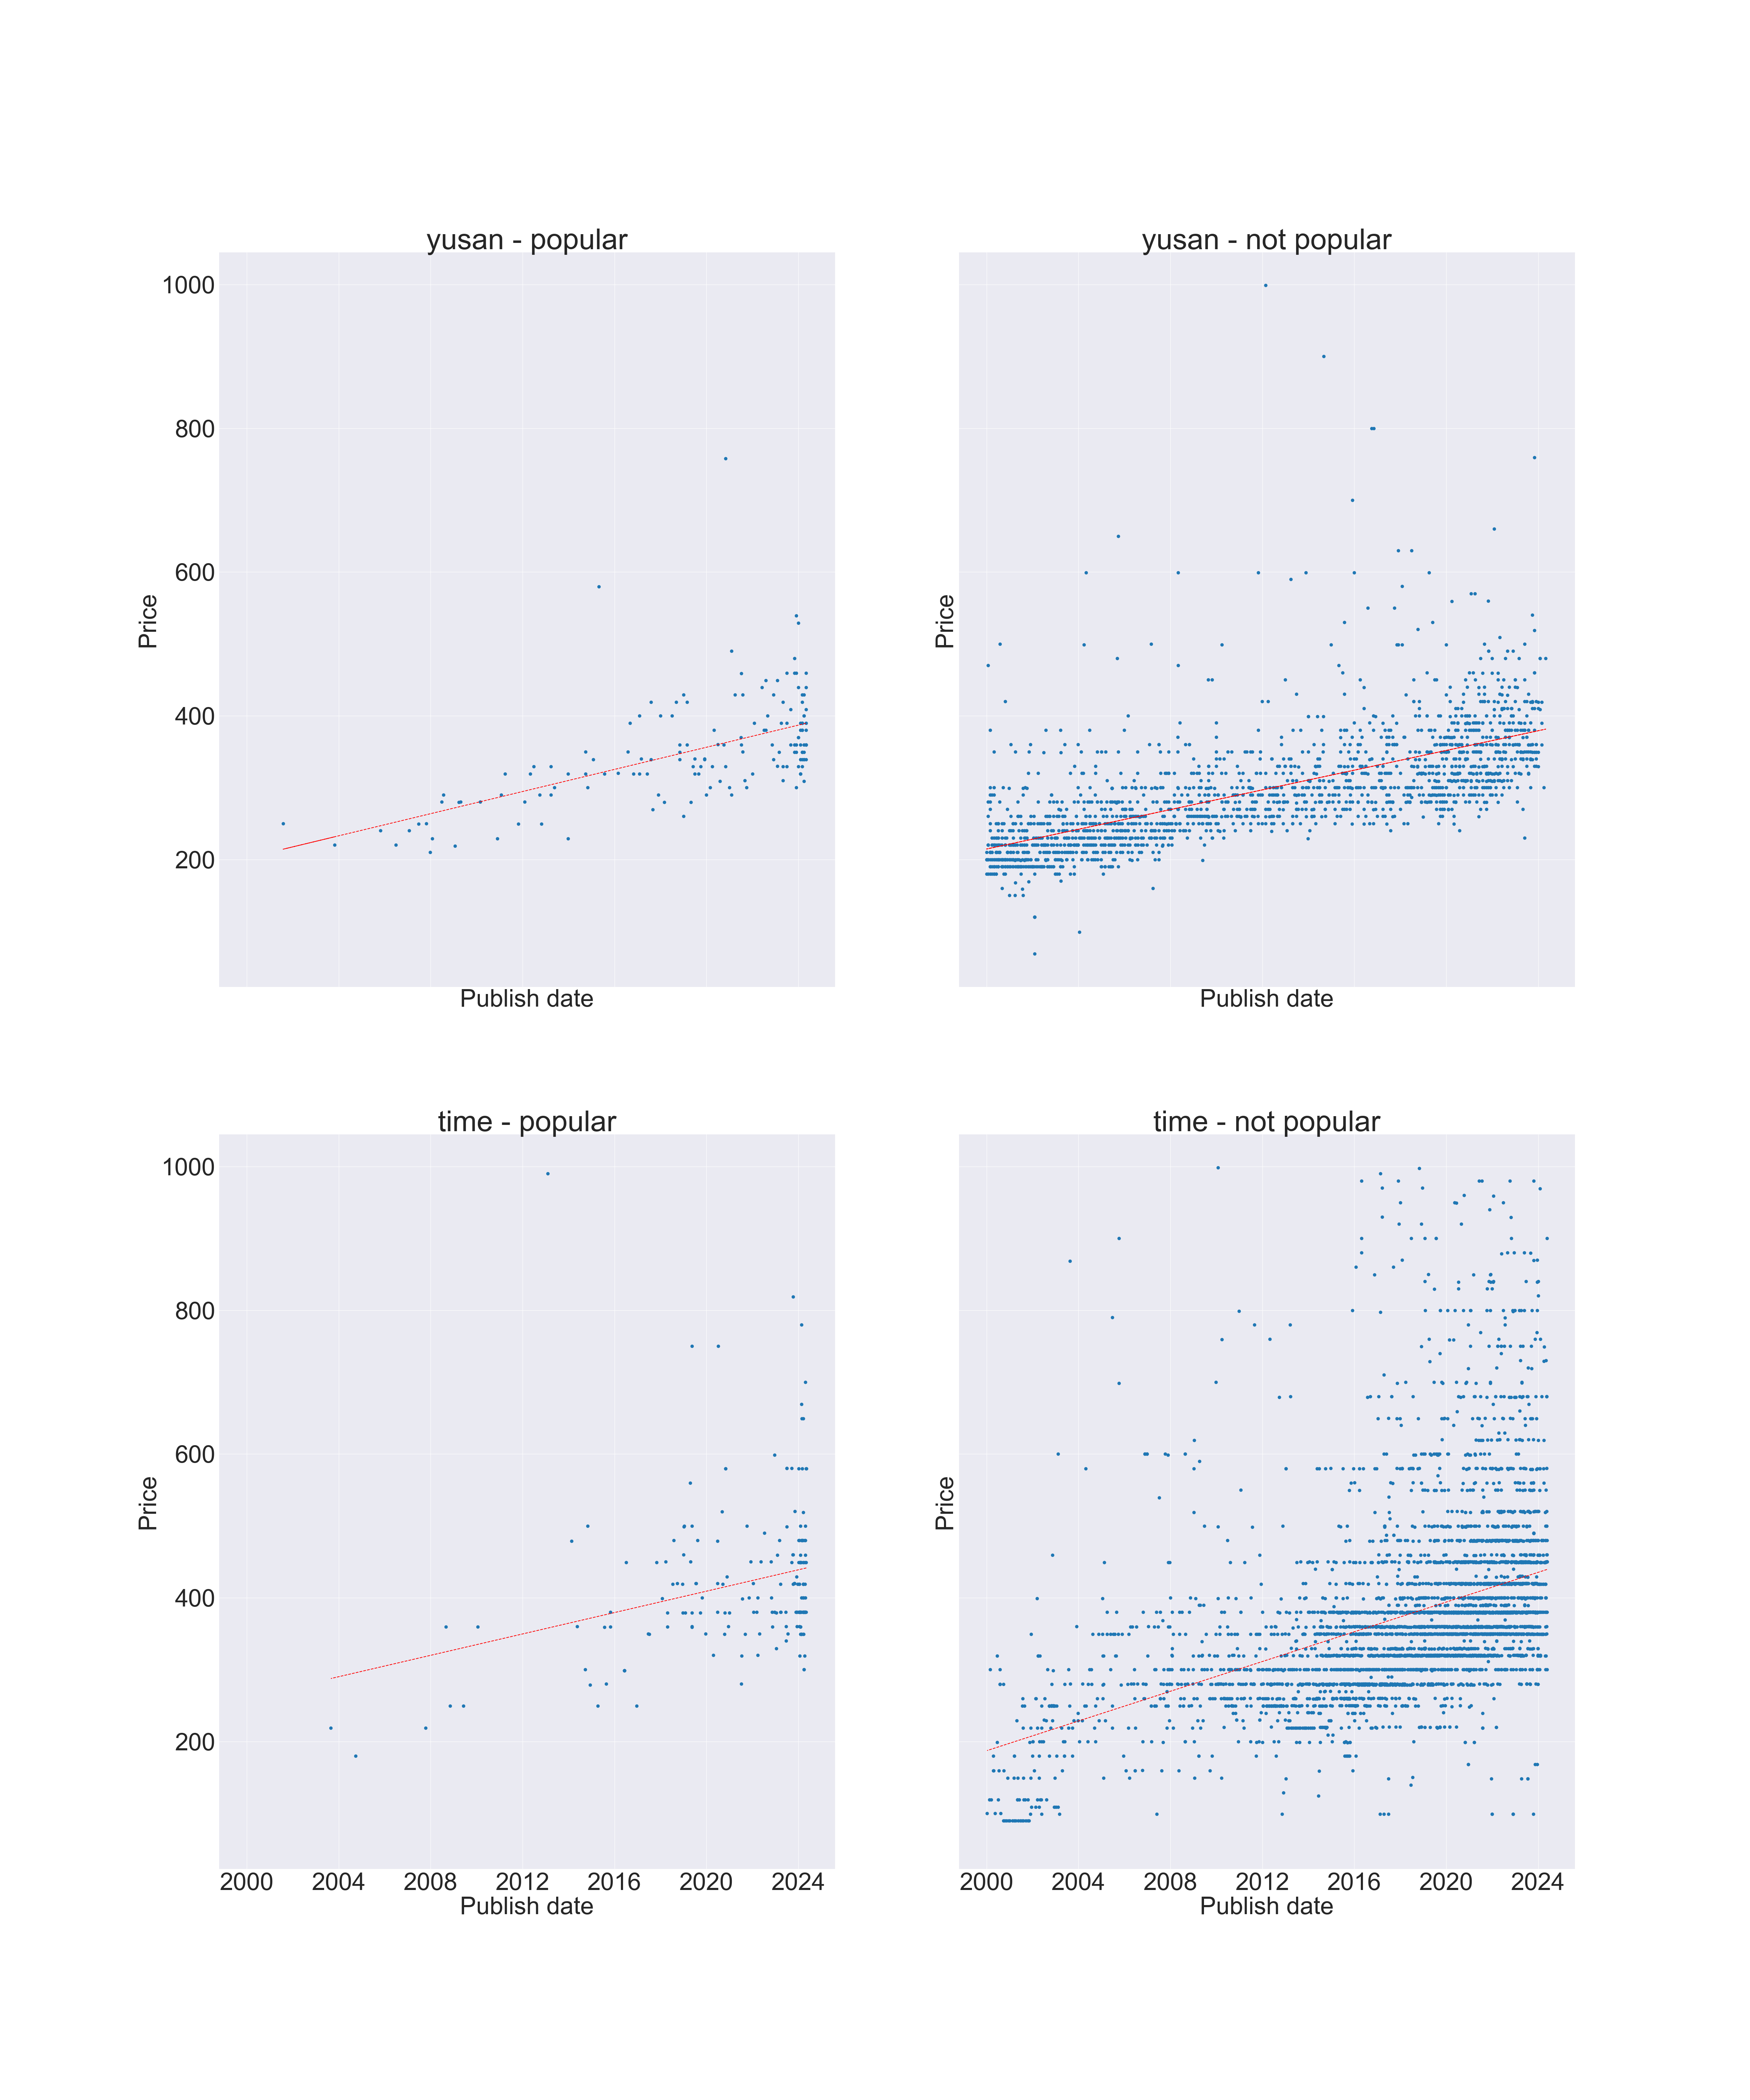 yusan - popular
yusan - not popular
1000
800
600
400
200
Price
Price
Publish date
Publish date
time - popular
time - not popular
1000
800
600
400
200
Price
Price
2000 2004 2008 2012 2016 2020 2024
2000 2004 2008 2012 2016 2020 2024
Publish date
Publish date